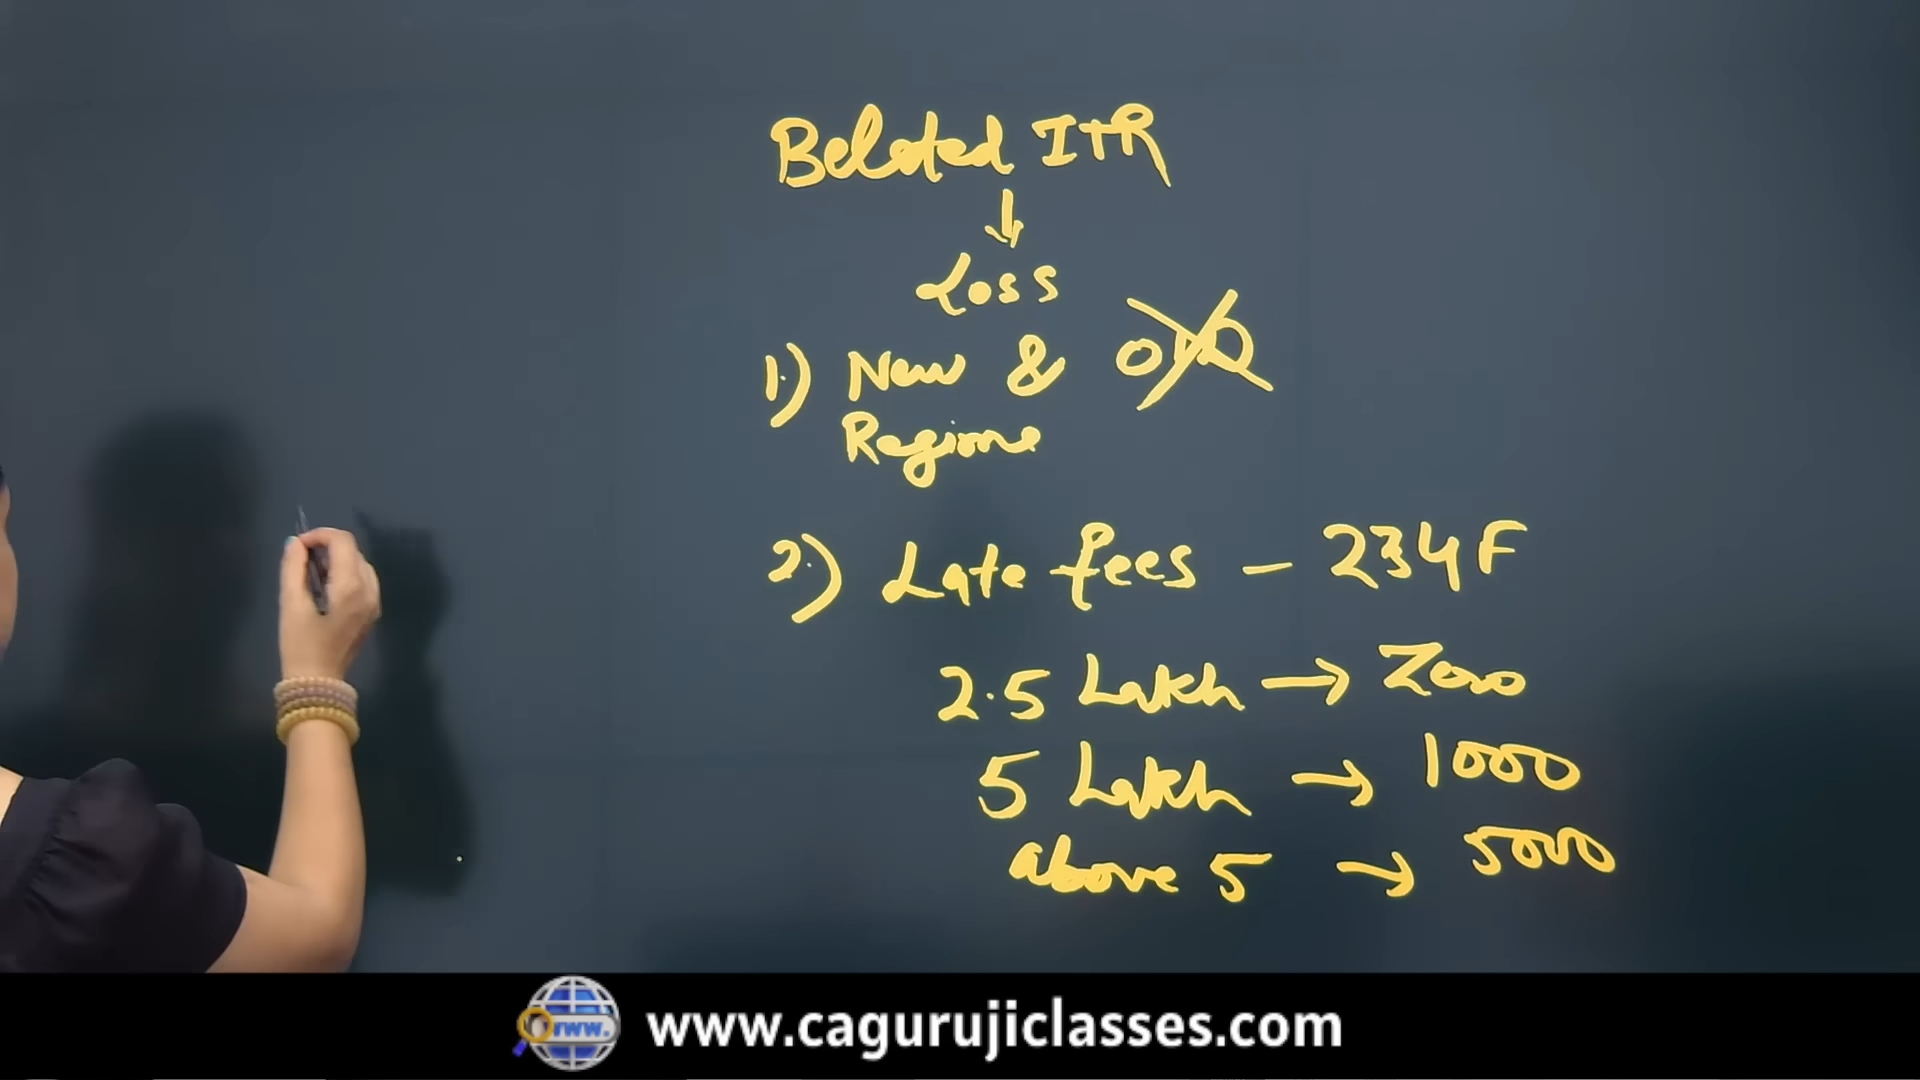 Belated ITR
↓
Loss
1.) New & Old
Regime
2.) Late fees – 234F
2.5 Lakh → Zero
5 Lakh → 1000
above 5 → 5000
www.
www.cagurujiclasses.com